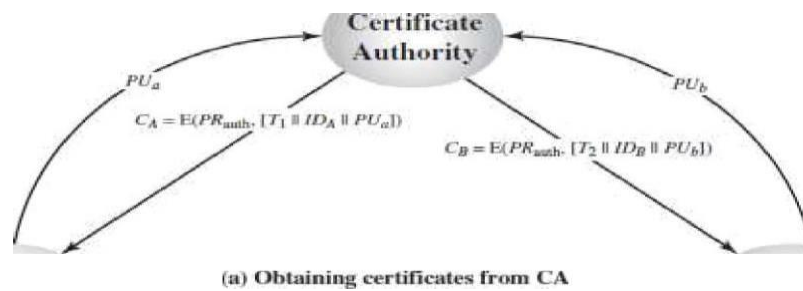 Certificate
Authority
PUa
PUb
CA = E(PRauth, [T1 || IDA || PUa])
CB = E(PRauth, [T2 || IDB || PUb])
(a) Obtaining certificates from CA